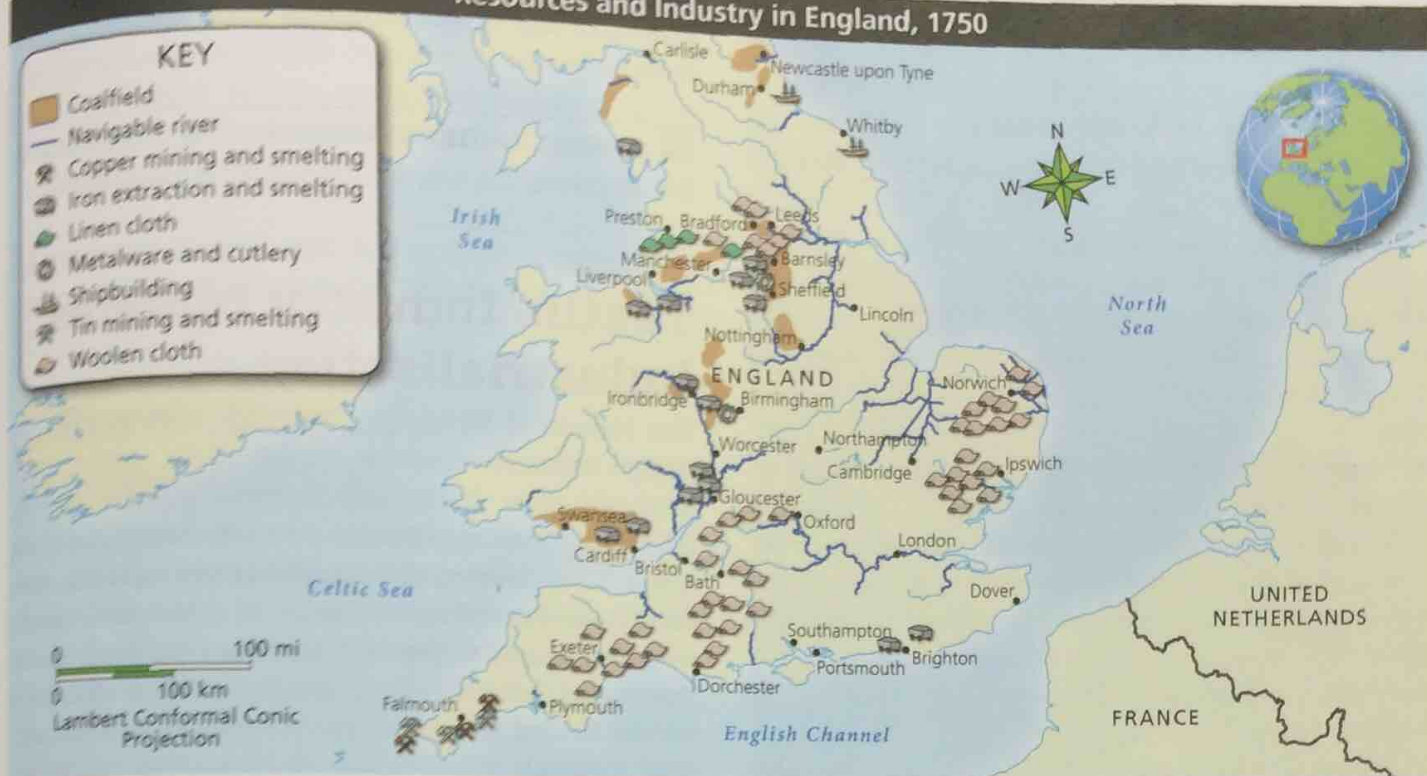 and Industry in England, 1750
KEY
Coalfield
Navigable river
Copper mining and smelting
Iron extraction and smelting
Linen cloth
Metalware and cutlery
Shipbuilding
Tin mining and smelting
Woolen cloth
Carlisle
Newcastle upon Tyne
Durham
Whitby
N
W E
S
Irish
Sea
Preston
Bradford
Leeds
Manchester
Barnsley
Liverpool
Sheffield
Lincoln
North
Sea
Nottingham
ENGLAND
Norwich
Ironbridge
Birmingham
Worcester
Northampton
Cambridge
Ipswich
Gloucester
Swansea
Oxford
Cardiff
London
Bristol
Bath
Celtic Sea
Dover
UNITED
NETHERLANDS
0 100 mi
0 100 km
Lambert Conformal Conic
Projection
Exeter
Southampton
Portsmouth
Brighton
Dorchester
Falmouth
Plymouth
English Channel
FRANCE